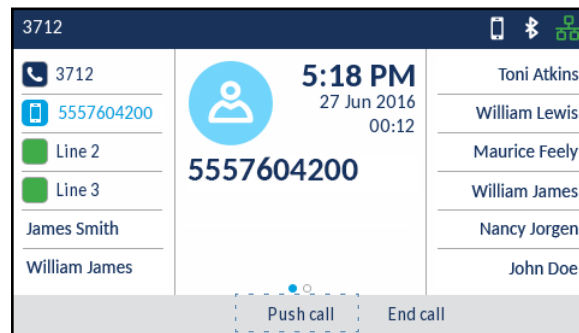 3712
3712
5557604200
Line 2
Line 3
James Smith
William James
5:18 PM
27 Jun 2016
00:12
5557604200
Toni Atkins
William Lewis
Maurice Feely
William James
Nancy Jorgen
John Doe
Push call
End call